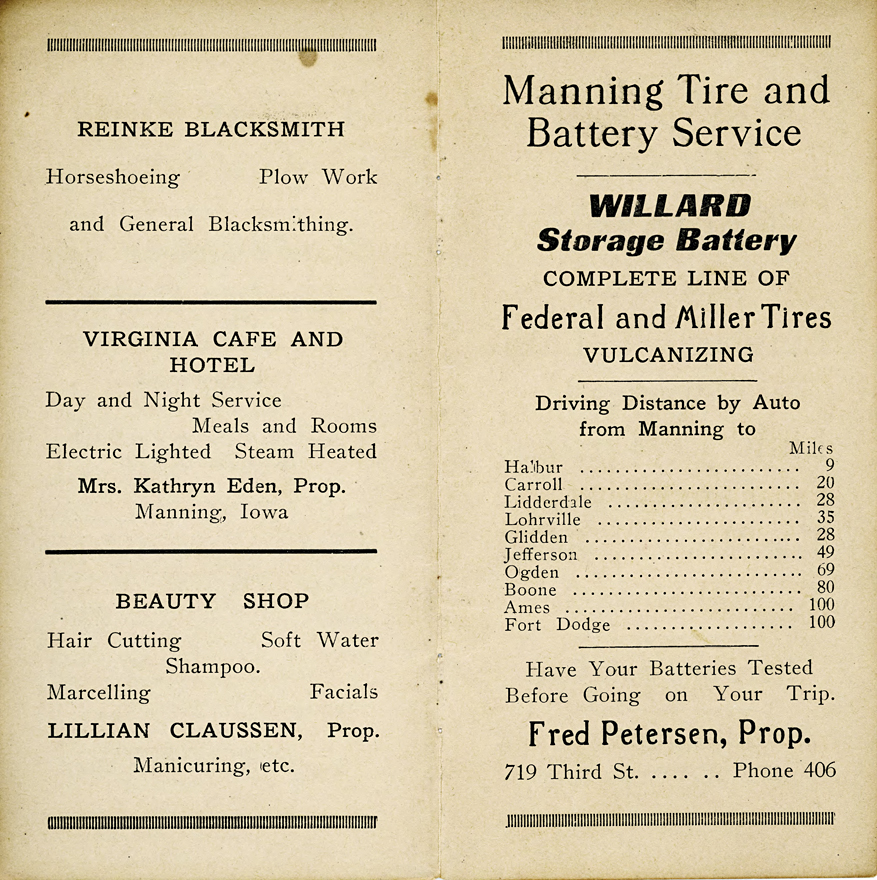 REINKE BLACKSMITH
Horseshoeing Plow Work
and General Blacksmithing.
VIRGINIA CAFE AND
HOTEL
Day and Night Service
Meals and Rooms
Electric Lighted Steam Heated
Mrs. Kathryn Eden, Prop.
Manning, Iowa
BEAUTY SHOP
Hair Cutting Soft Water
Shampoo.
Marcelling Facials
LILLIAN CLAUSSEN, Prop.
Manicuring, etc.
Manning Tire and
Battery Service
WILLARD
Storage Battery
COMPLETE LINE OF
Federal and Miller Tires
VULCANIZING
Driving Distance by Auto
from Manning to
Miles
Halbur ........................ 9
Carroll ........................ 20
Lidderdale ..................... 28
Lohrville ...................... 35
Glidden ........................ 28
Jefferson ...................... 49
Ogden ........................ 69
Boone ........................ 80
Ames ........................ 100
Fort Dodge .................. 100
Have Your Batteries Tested
Before Going on Your Trip.
Fred Petersen, Prop.
719 Third St. .... .. Phone 406